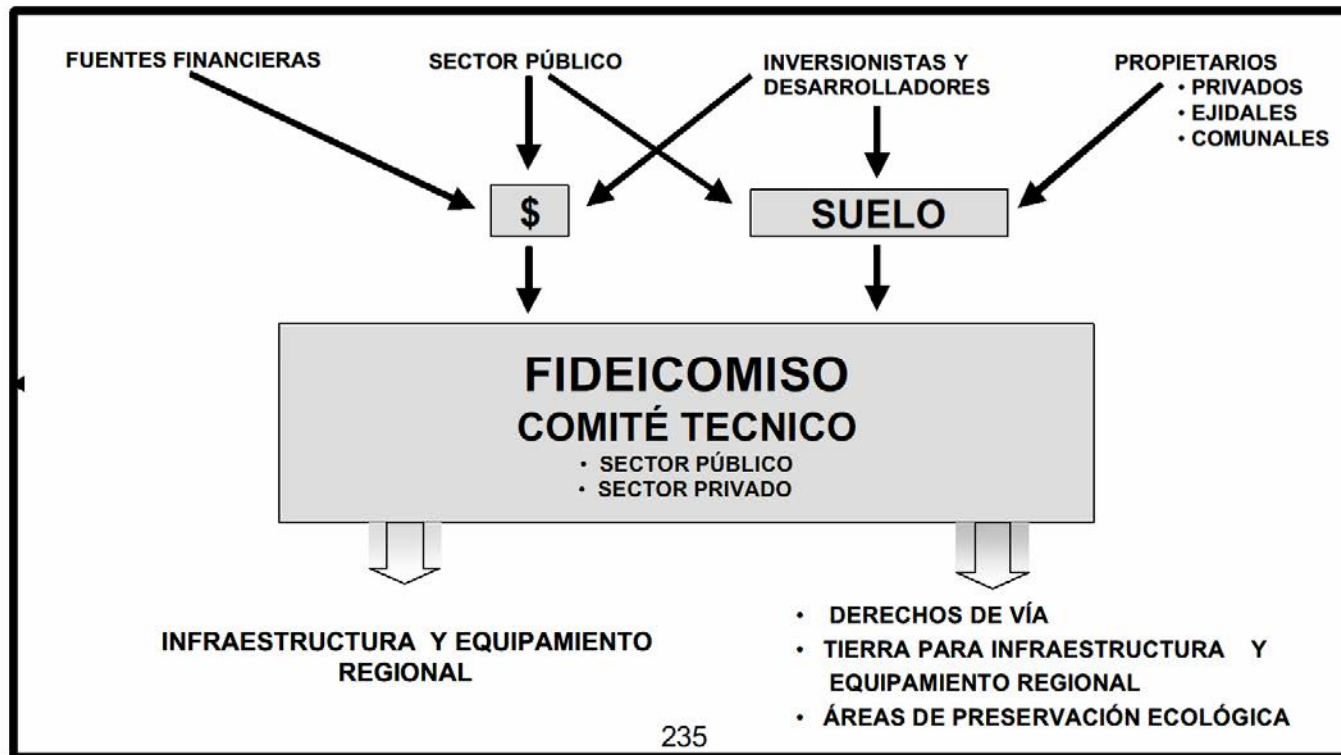 FUENTES FINANCIERAS
SECTOR PÚBLICO
INVERSIONISTAS Y
DESARROLLADORES
PROPIETARIOS
• PRIVADOS
• EJIDALES
• COMUNALES
$
SUELO
FIDEICOMISO
COMITÉ TECNICO
• SECTOR PÚBLICO
• SECTOR PRIVADO
INFRAESTRUCTURA Y EQUIPAMIENTO
REGIONAL
• DERECHOS DE VÍA
• TIERRA PARA INFRAESTRUCTURA Y
EQUIPAMIENTO REGIONAL
• ÁREAS DE PRESERVACIÓN ECOLÓGICA
235